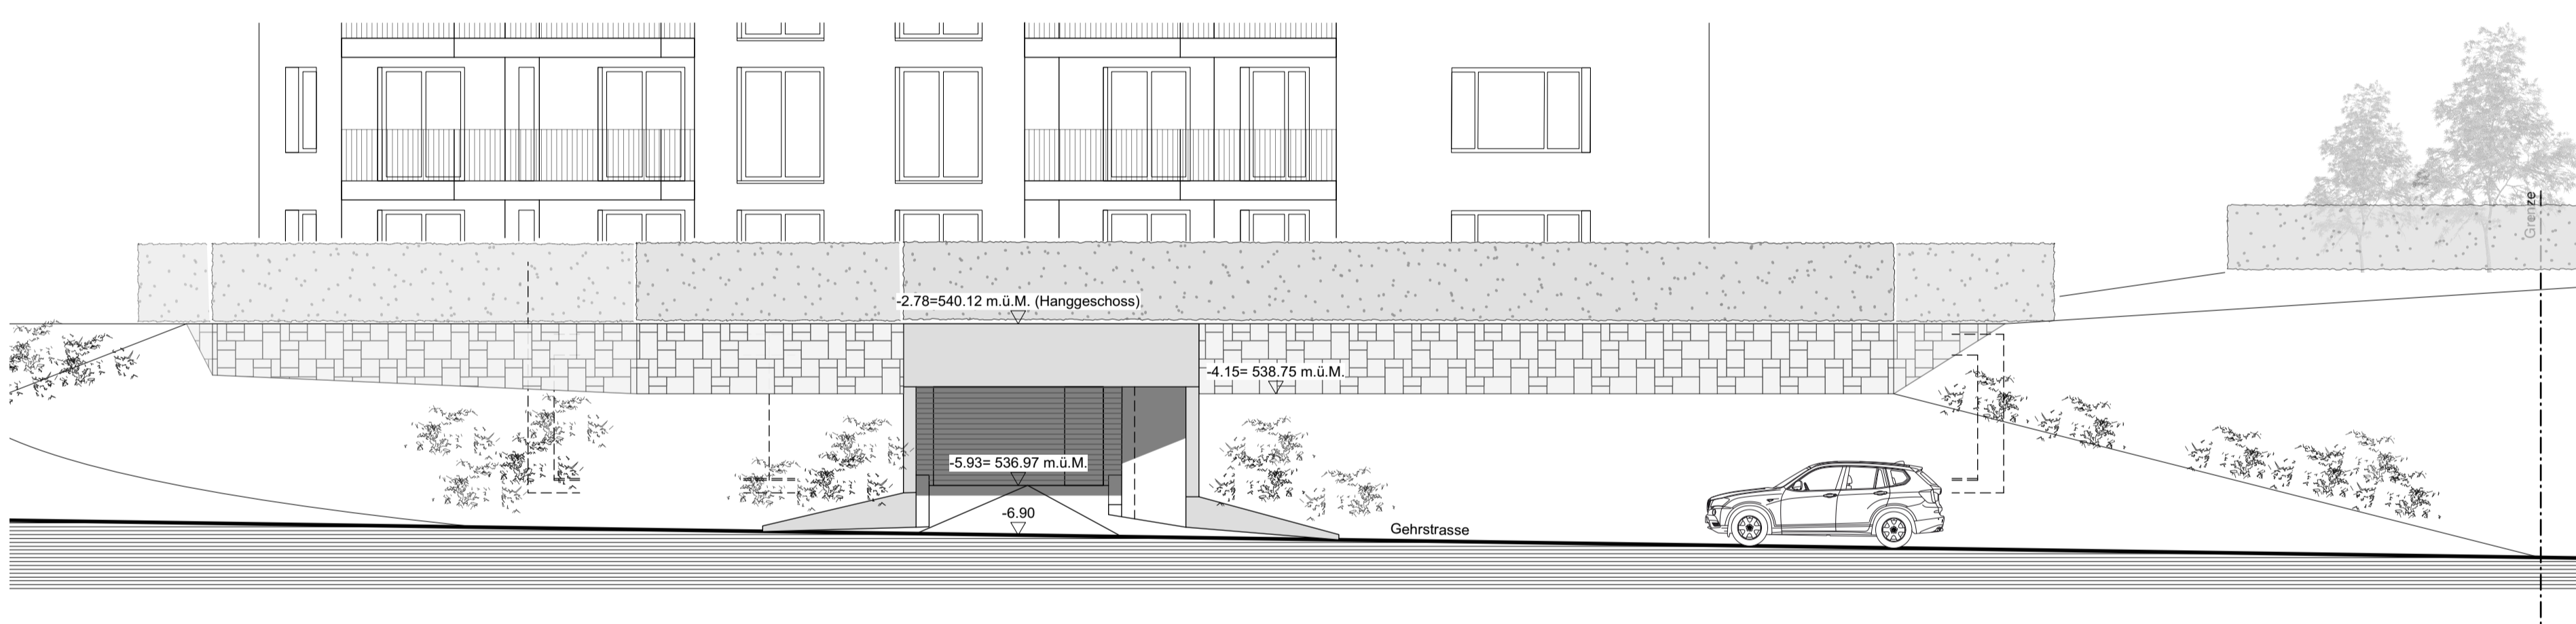 Grenze
-2.78=540.12 m.ü.M. (Hanggeschoss)
-4.15= 538.75 m.ü.M.
-5.93= 536.97 m.ü.M.
-6.90
Gehrstrasse